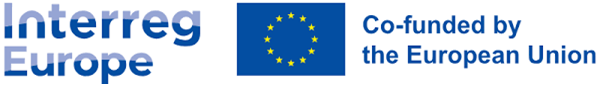 Interreg
Europe
Co-funded by
the European Union